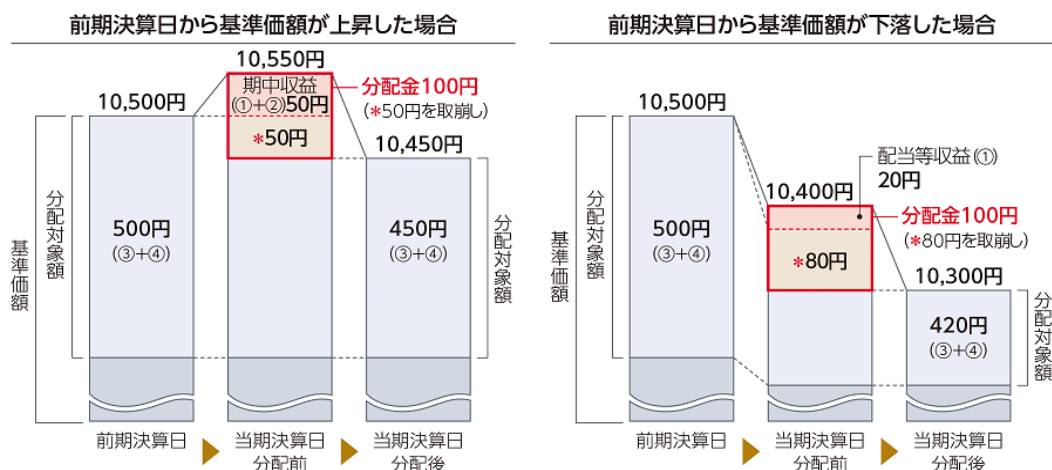 前期決算日から基準価額が上昇した場合
10,550円
10,500円
期中収益
(①+②)50円
*50円
分配金100円
(*50円を取崩し)
10,450円
基準価額
分配対象額
500円
(③+④)
450円
(③+④)
分配対象額
前期決算日
当期決算日
分配前
当期決算日
分配後
前期決算日から基準価額が下落した場合
10,500円
配当等収益(①)
20円
10,400円
分配金100円
(*80円を取崩し)
*80円
10,300円
基準価額
分配対象額
500円
(③+④)
420円
(③+④)
分配対象額
前期決算日
当期決算日
分配前
当期決算日
分配後